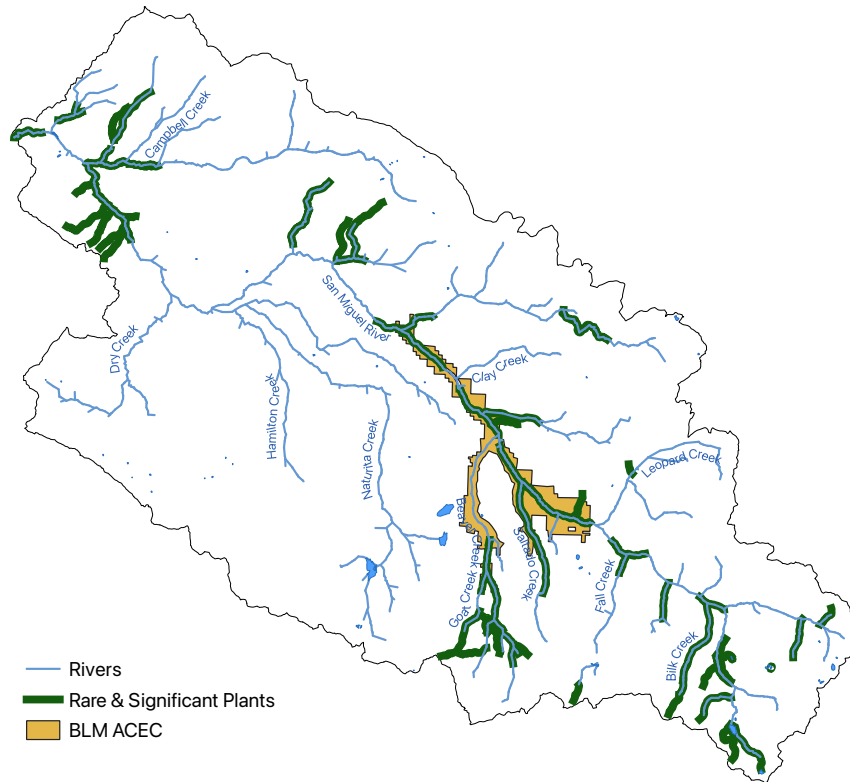 Campbell Creek
San Miguel River
Dry Creek
Clay Creek
Hamilton Creek
Naturita Creek
Leopard Creek
Saltado Creek
Goat Creek
Fall Creek
Bilk Creek
Rivers
Rare & Significant Plants
BLM ACEC